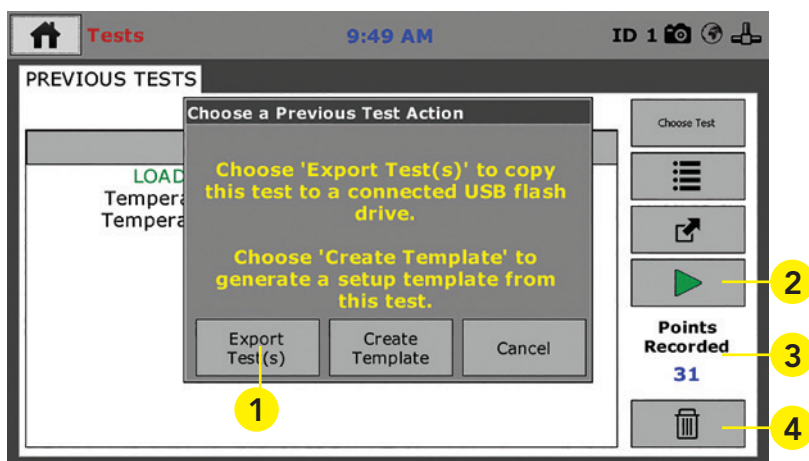 Tests
9:49 AM
ID 1
PREVIOUS TESTS
Choose a Previous Test Action
Choose Test
LOAD
Tempera
Tempera
Choose 'Export Test(s)' to copy
this test to a connected USB flash
drive.
Choose 'Create Template' to
generate a setup template from
this test.
Export
Test(s)
Create
Template
Cancel
1
2
Points
Recorded
31
3
4